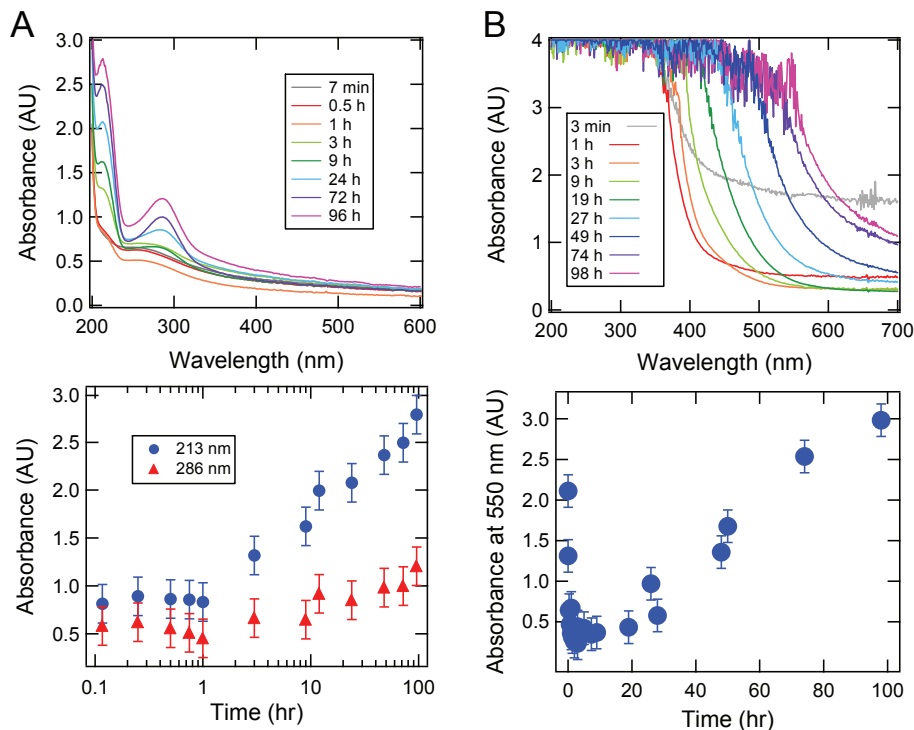 A
3.0
2.5
2.0
1.5
1.0
0.5
0.0
Absorbance (AU)
7 min
0.5 h
1 h
3 h
9 h
24 h
72 h
96 h
200 300 400 500 600
Wavelength (nm)
B
4
3
2
1
0
Absorbance (AU)
3 min
1 h
3 h
9 h
19 h
27 h
49 h
74 h
98 h
200 300 400 500 600 700
Wavelength (nm)
3.0
2.5
2.0
1.5
1.0
0.5
Absorbance (AU)
213 nm
286 nm
0.1 1 10 100
Time (hr)
3.0
2.5
2.0
1.5
1.0
0.5
Absorbance at 550 nm (AU)
0 20 40 60 80 100
Time (hr)